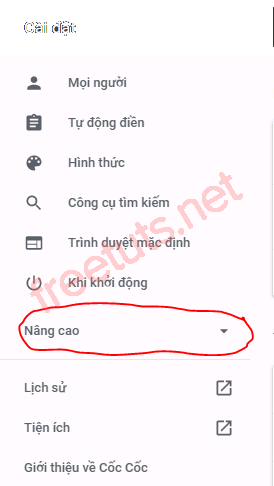 Cài đặt
Mọi người
Tự động điền
Hình thức
Công cụ tìm kiếm
Trình duyệt mặc định
Khi khởi động
freetuts.net
Nâng cao
Lịch sử
Tiện ích
Giới thiệu về Cốc Cốc